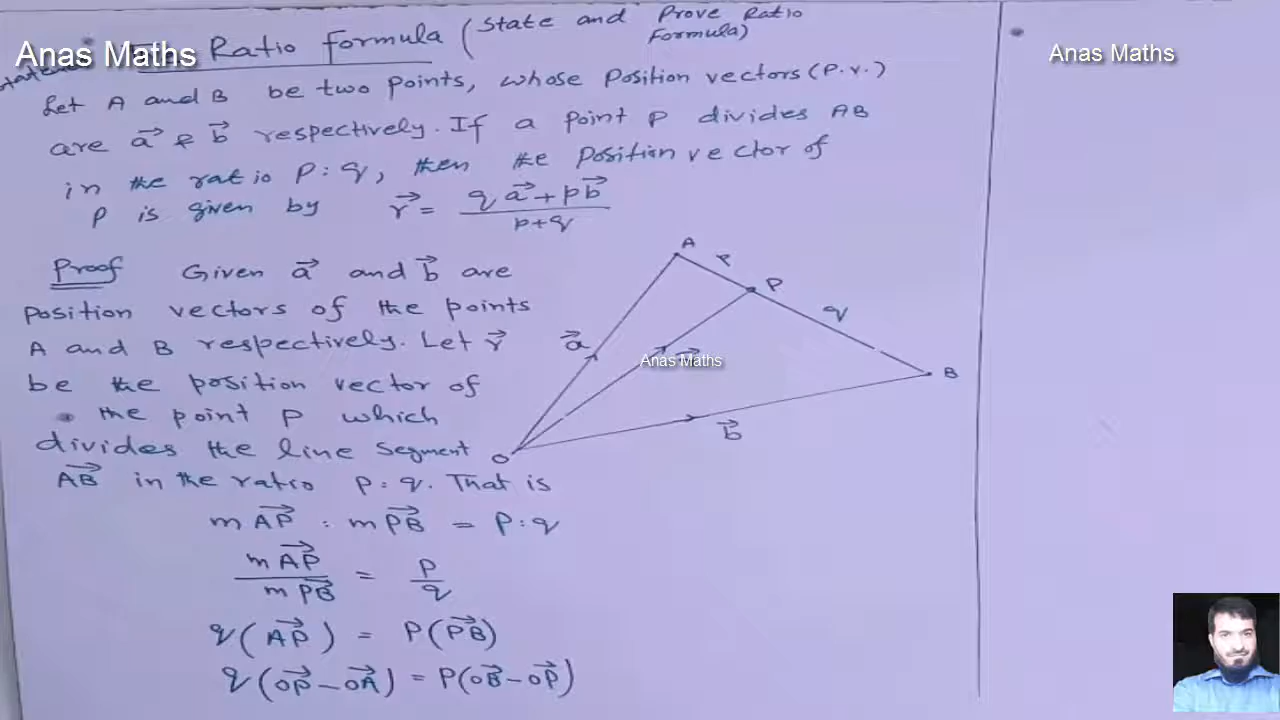 Anas Maths
Anas Maths
Ratio formula (State and Prove Ratio Formula)
Let A and B be two points, whose Position vectors (P.V.)
are a⃗ & b⃗ respectively. If a point P divides AB
in the ratio P:q, then the Position vector of
P is given by r⃗ = (q a⃗ + p b⃗) / (p+q)
Proof Given a⃗ and b⃗ are
Position vectors of the points
A and B respectively. Let r⃗
be the position vector of
the point P which
divides the line segment
AB⃗ in the ratio P:q. That is
m AP⃗ : m PB⃗ = P:q
m AP⃗ / m PB⃗ = P / q
q(AP⃗) = P(PB⃗)
q(OP⃗ - OA⃗) = P(OB⃗ - OP⃗)
A
P
P
q
a⃗
Anas Maths
B
b⃗
O